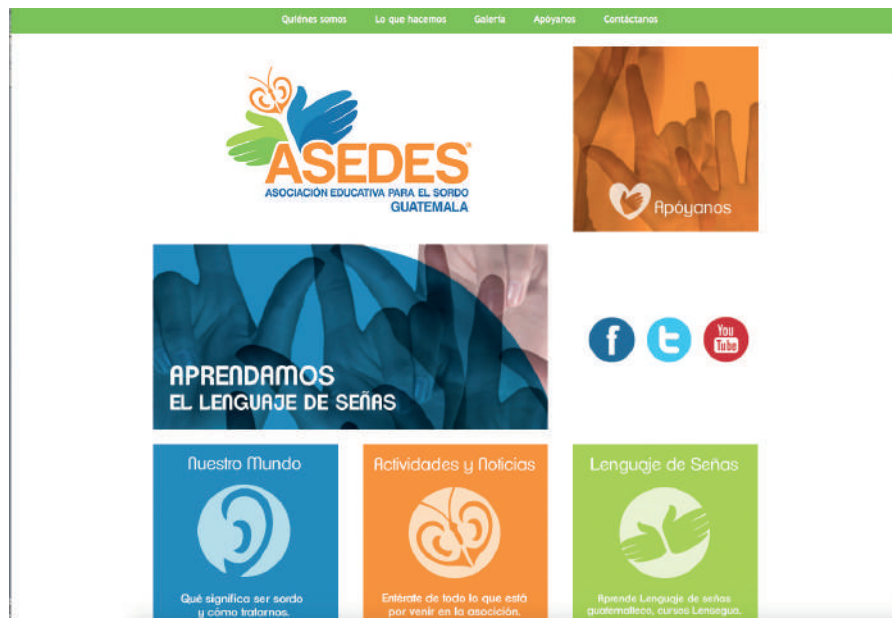 Quiénes somos Lo que hacemos Galería Apóyanos Contáctanos
ASEDES®
ASOCIACIÓN EDUCATIVA PARA EL SORDO
GUATEMALA
Apóyanos
APRENDAMOS
EL LENGUAJE DE SEÑAS
f t You
Tube
Nuestro Mundo
Qué significa ser sordo
y cómo tratarnos.
Actividades y Noticias
Entérate de todo lo que está
por venir en la asocición.
Lenguaje de Señas
Aprende Lenguaje de señas
guatemalteco, cursos Lensegua.